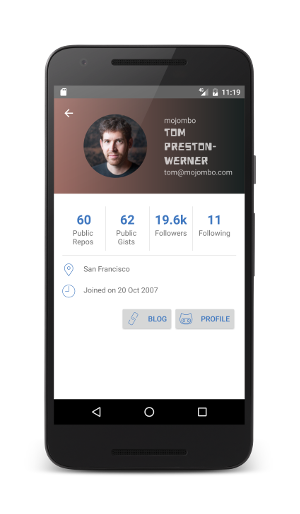 11:19
mojombo
TOM
PRESTON-
WERNER
tom@mojombo.com
60 62 19.6k 11
Public Public Followers Following
Repos Gists
San Francisco
Joined on 20 Oct 2007
BLOG PROFILE